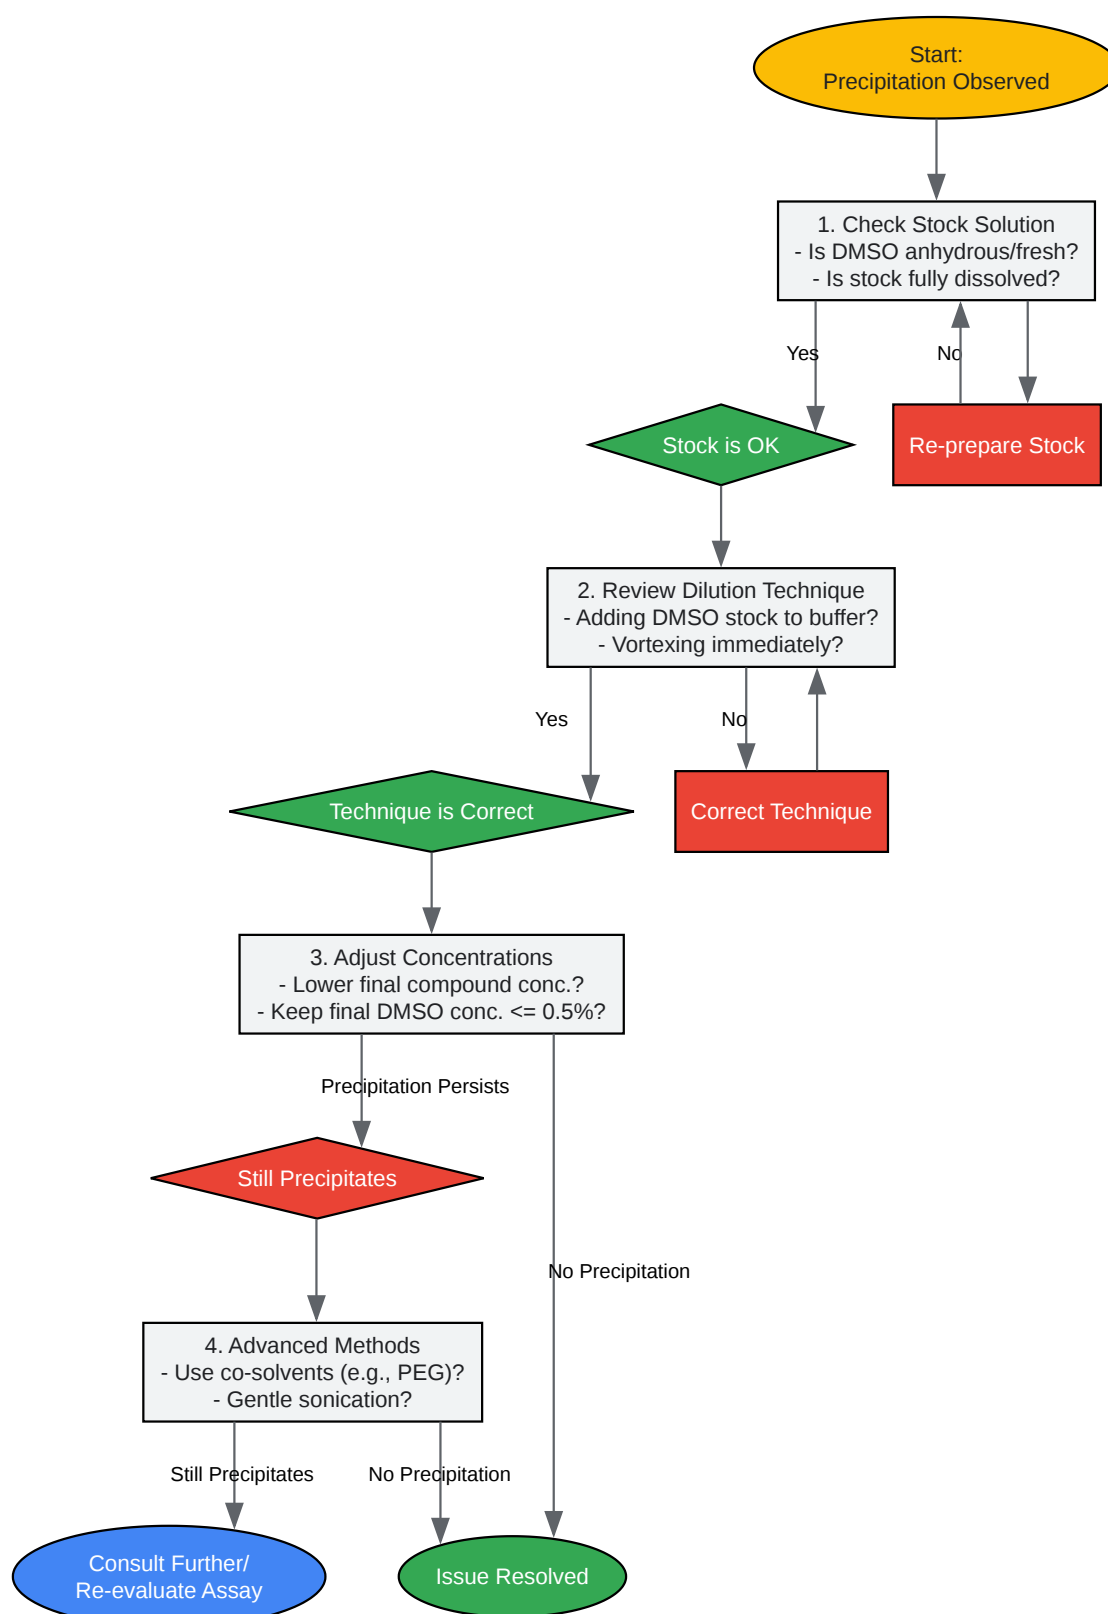 Start:
Precipitation Observed
1. Check Stock Solution
- Is DMSO anhydrous/fresh?
- Is stock fully dissolved?
Yes
No
Stock is OK
Re-prepare Stock
2. Review Dilution Technique
- Adding DMSO stock to buffer?
- Vortexing immediately?
Yes
No
Technique is Correct
Correct Technique
3. Adjust Concentrations
- Lower final compound conc.?
- Keep final DMSO conc. <= 0.5%?
Precipitation Persists
Still Precipitates
No Precipitation
4. Advanced Methods
- Use co-solvents (e.g., PEG)?
- Gentle sonication?
Still Precipitates
No Precipitation
Consult Further/
Re-evaluate Assay
Issue Resolved